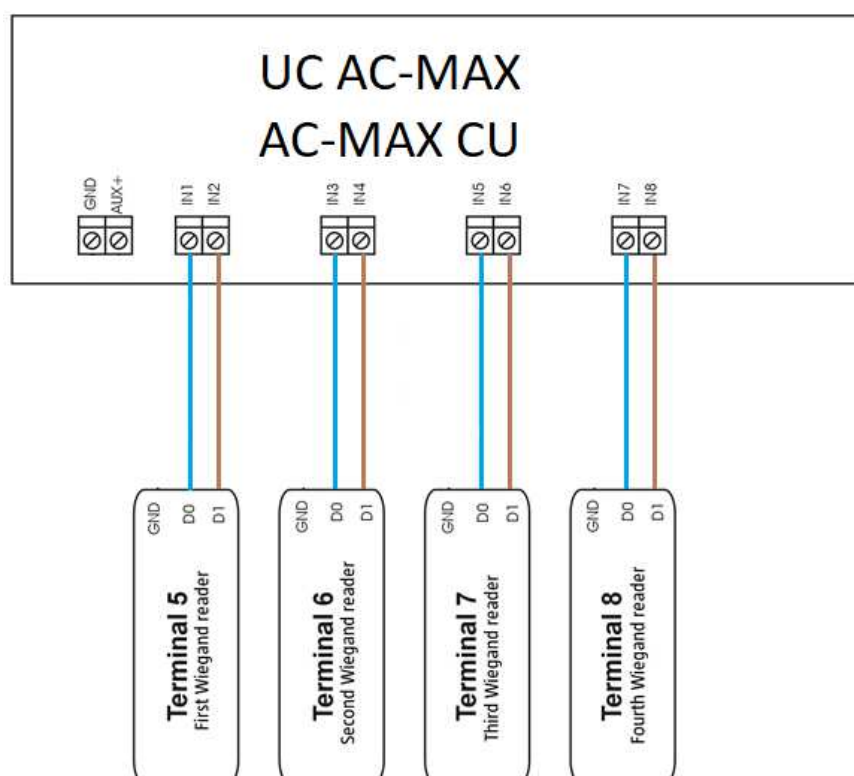 UC AC-MAX
AC-MAX CU
GND
AUX+
IN1
IN2
IN3
IN4
IN5
IN6
IN7
IN8
GND
D0
D1
GND
D0
D1
GND
D0
D1
GND
D0
D1
Terminal 5
First Wiegand reader
Terminal 6
Second Wiegand reader
Terminal 7
Third Wiegand reader
Terminal 8
Fourth Wiegand reader